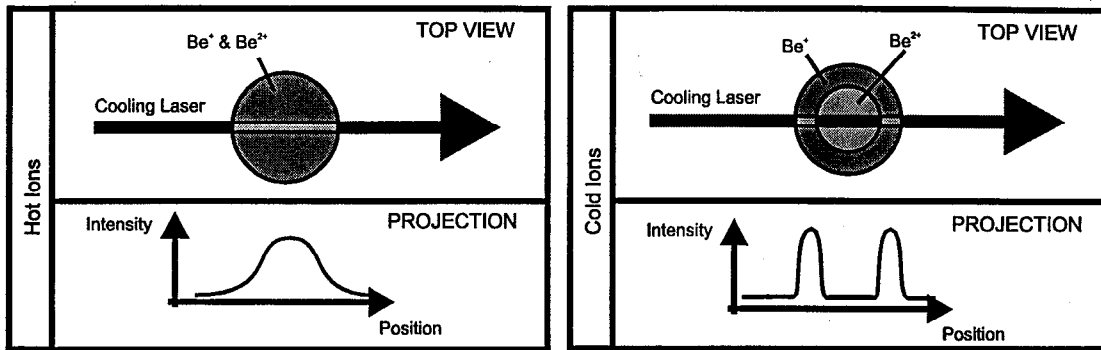 Hot Ions
TOP VIEW
Be⁺ & Be²⁺
Cooling Laser
PROJECTION
Intensity
Position
Cold Ions
TOP VIEW
Be⁺
Be²⁺
Cooling Laser
PROJECTION
Intensity
Position